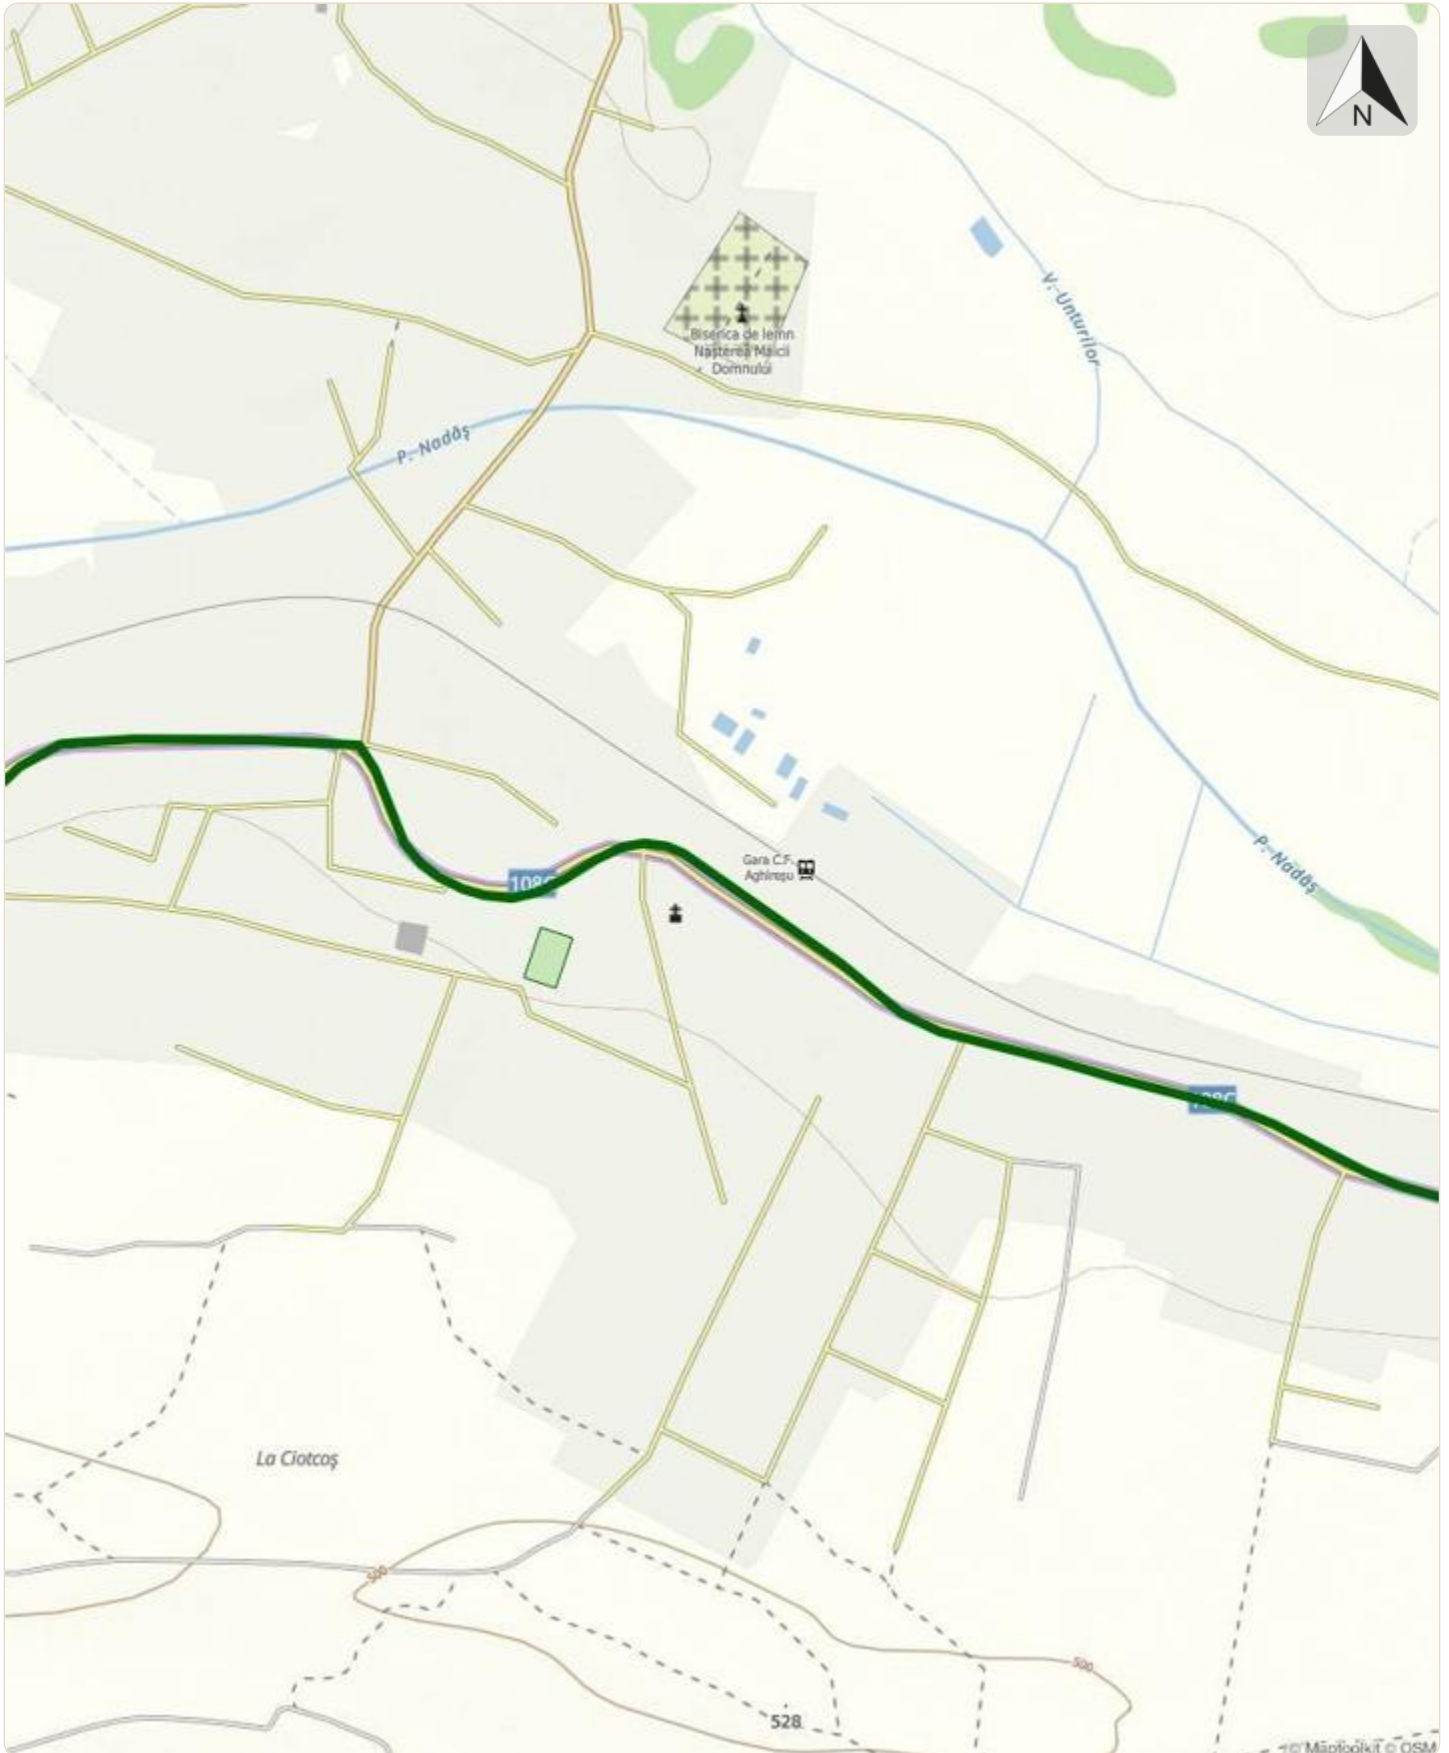 N
V. Unturilor
Biserica de lemn
Nașterea Maicii
Domnului
P. Nadăș
Gara C.F.
Aghireșu
P. Nadăș
108C
108C
La Ciotcoș
500
500
528
© Maptoolkit © OSM